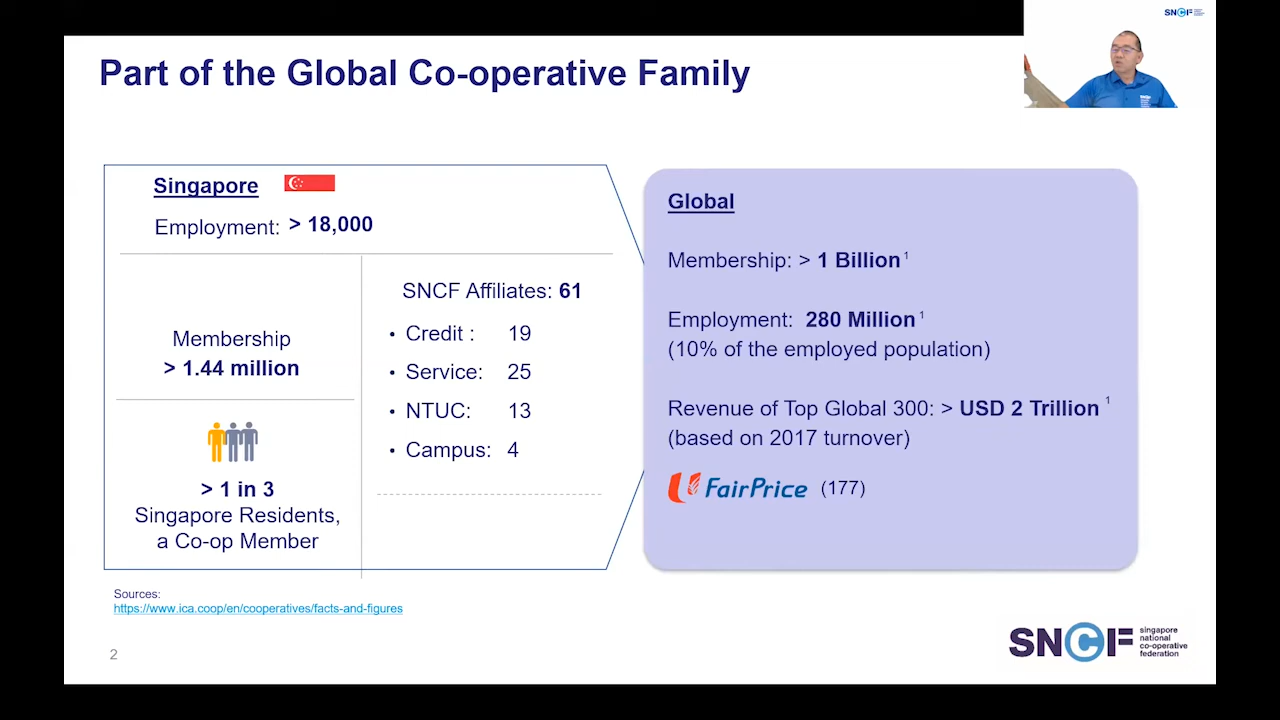 SNCF
Part of the Global Co-operative Family
Singapore
Employment: > 18,000
Membership
> 1.44 million
> 1 in 3
Singapore Residents,
a Co-op Member
SNCF Affiliates: 61
• Credit : 19
• Service: 25
• NTUC: 13
• Campus: 4
Global
Membership: > 1 Billion 1
Employment: 280 Million 1
(10% of the employed population)
Revenue of Top Global 300: > USD 2 Trillion 1
(based on 2017 turnover)
FairPrice (177)
Sources:
https://www.ica.coop/en/cooperatives/facts-and-figures
2
SNCF
singapore
national
co-operative
federation